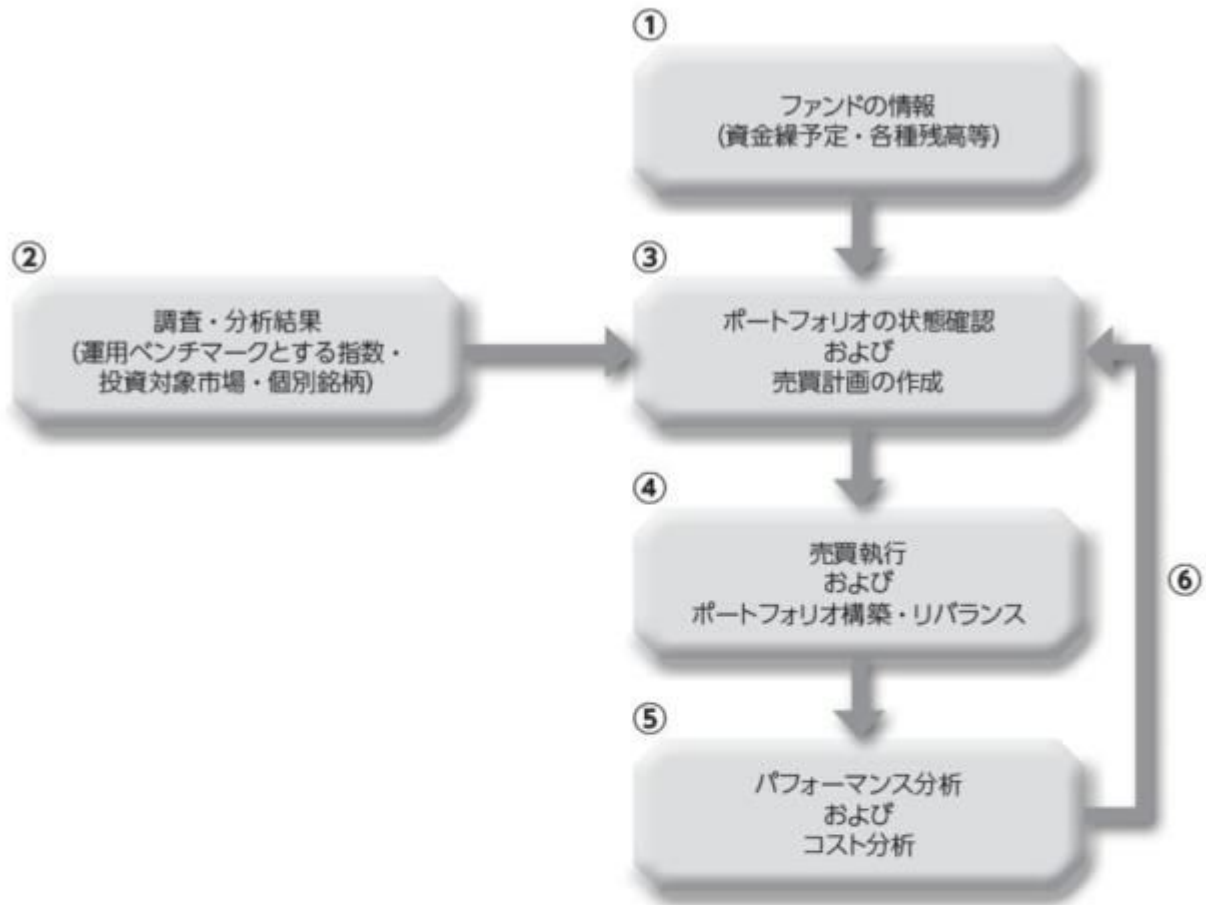 ①
ファンドの情報
(資金繰予定・各種残高等)
②
調査・分析結果
(運用ベンチマークとする指数・
投資対象市場・個別銘柄)
③
ポートフォリオの状態確認
および
売買計画の作成
④
売買執行
および
ポートフォリオ構築・リバランス
⑤
パフォーマンス分析
および
コスト分析
⑥